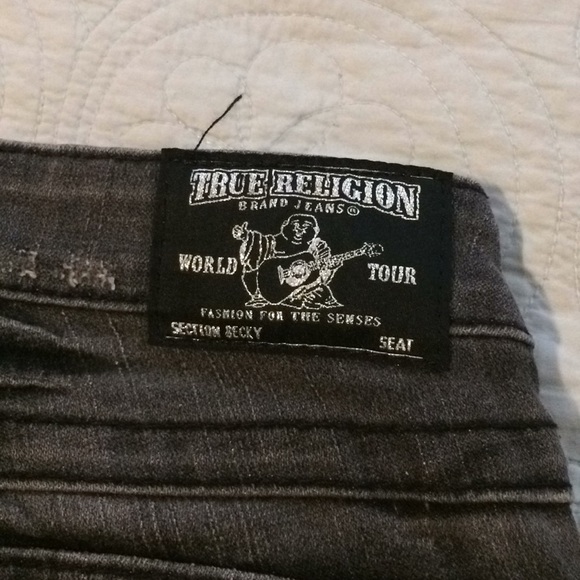 TRUE RELIGION
BRAND JEANS®
WORLD TOUR
FASHION FOR THE SENSES
SECTION BECKY SEAT